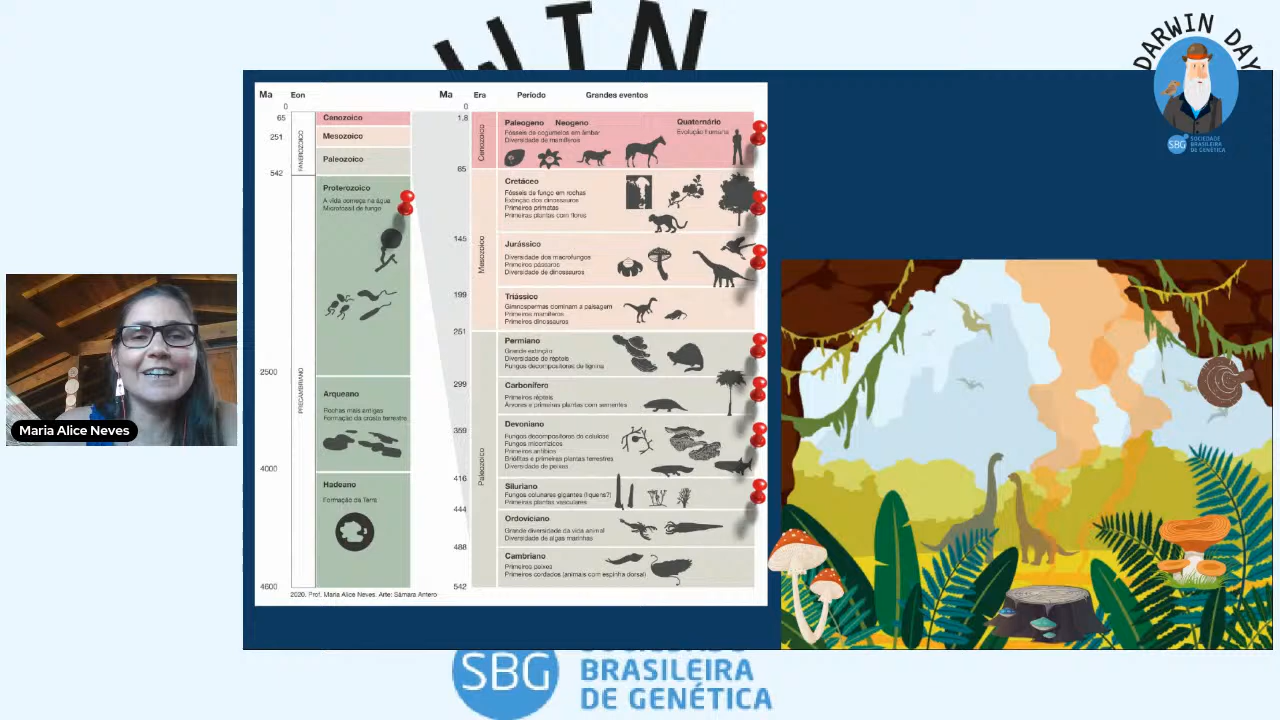 WIN
DARWIN DAY
SBG SOCIEDADE
BRASILEIRA
DE GENÉTICA
Ma Eon
0
65
251
542
2500
4000
4600
FANEROZOICO
PRECAMBRIANO
Cenozoico
Mesozoico
Paleozoico
Proterozoico
A vida começa na água
Microfóssil de fungo
Arqueano
Rochas mais antigas
Formação da crosta terrestre
Hadeano
Formação da Terra
Ma Era Período Grandes eventos
0
1.8
65
145
199
251
299
359
416
444
488
542
Cenozoico
Mesozoico
Paleozoico
Paleogeno Neogeno
Fósseis de cogumelos em âmbar
Diversidade de mamíferos
Quaternário
Evolução humana
Cretáceo
Fósseis de fungo em rochas
Extinção dos dinossauros
Primeiros primatas
Primeiras plantas com flores
Jurássico
Diversidade dos macrofungos
Primeiros pássaros
Diversidade de dinossauros
Triássico
Gimnospermas dominam a paisagem
Primeiros mamíferos
Primeiros dinossauros
Permiano
Grande extinção
Diversidade de répteis
Fungos decompositores de lignina
Carbonífero
Primeiros répteis
Árvores e primeiras plantas com sementes
Devoniano
Fungos decompositores da celulose
Fungos micorrízicos
Primeiros antíbios
Briófitas e primeiras plantas terrestres
Diversidade de peixes
Siluriano
Fungos colunares gigantes (liquens?)
Primeiras plantas vasculares
Ordoviciano
Grande diversidade da vida animal
Diversidade de algas marinhas
Cambriano
Primeiros peixes
Primeiros cordados (animais com espinha dorsal)
2020. Prof. Maria Alice Neves. Arte: Sâmara Antero
Maria Alice Neves
SBG SOCIEDADE
BRASILEIRA
DE GENÉTICA